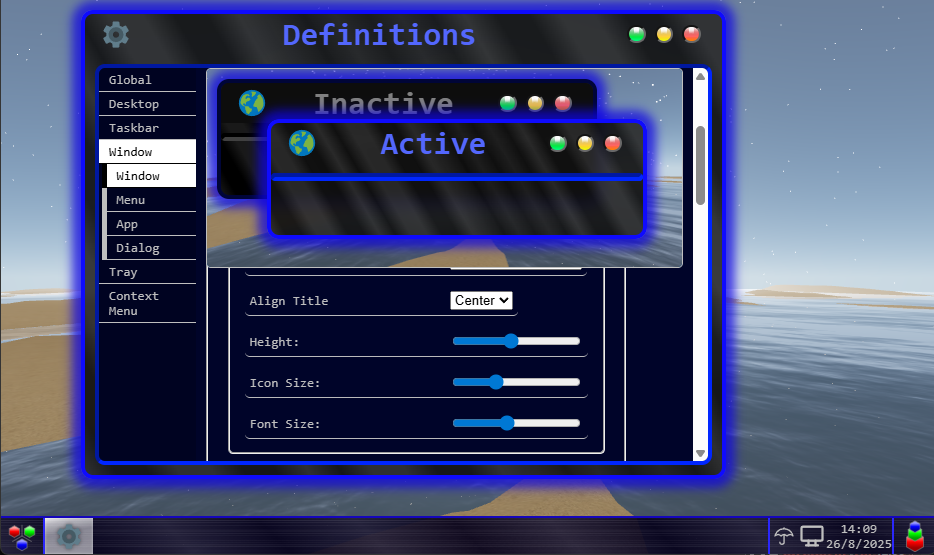 Definitions
Global
Desktop
Taskbar
Window
Window
Menu
App
Dialog
Tray
Context
Menu
Inactive
Active
Align Title
Center
Height:
Icon Size:
Font Size:
14:09
26/8/2025